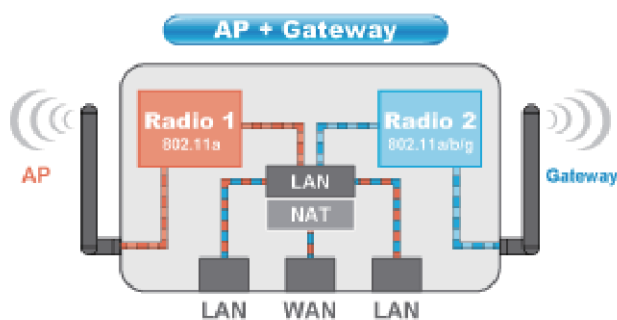 AP + Gateway
Radio 1
802.11a
Radio 2
802.11a/b/g
AP
LAN
Gateway
NAT
LAN
WAN
LAN